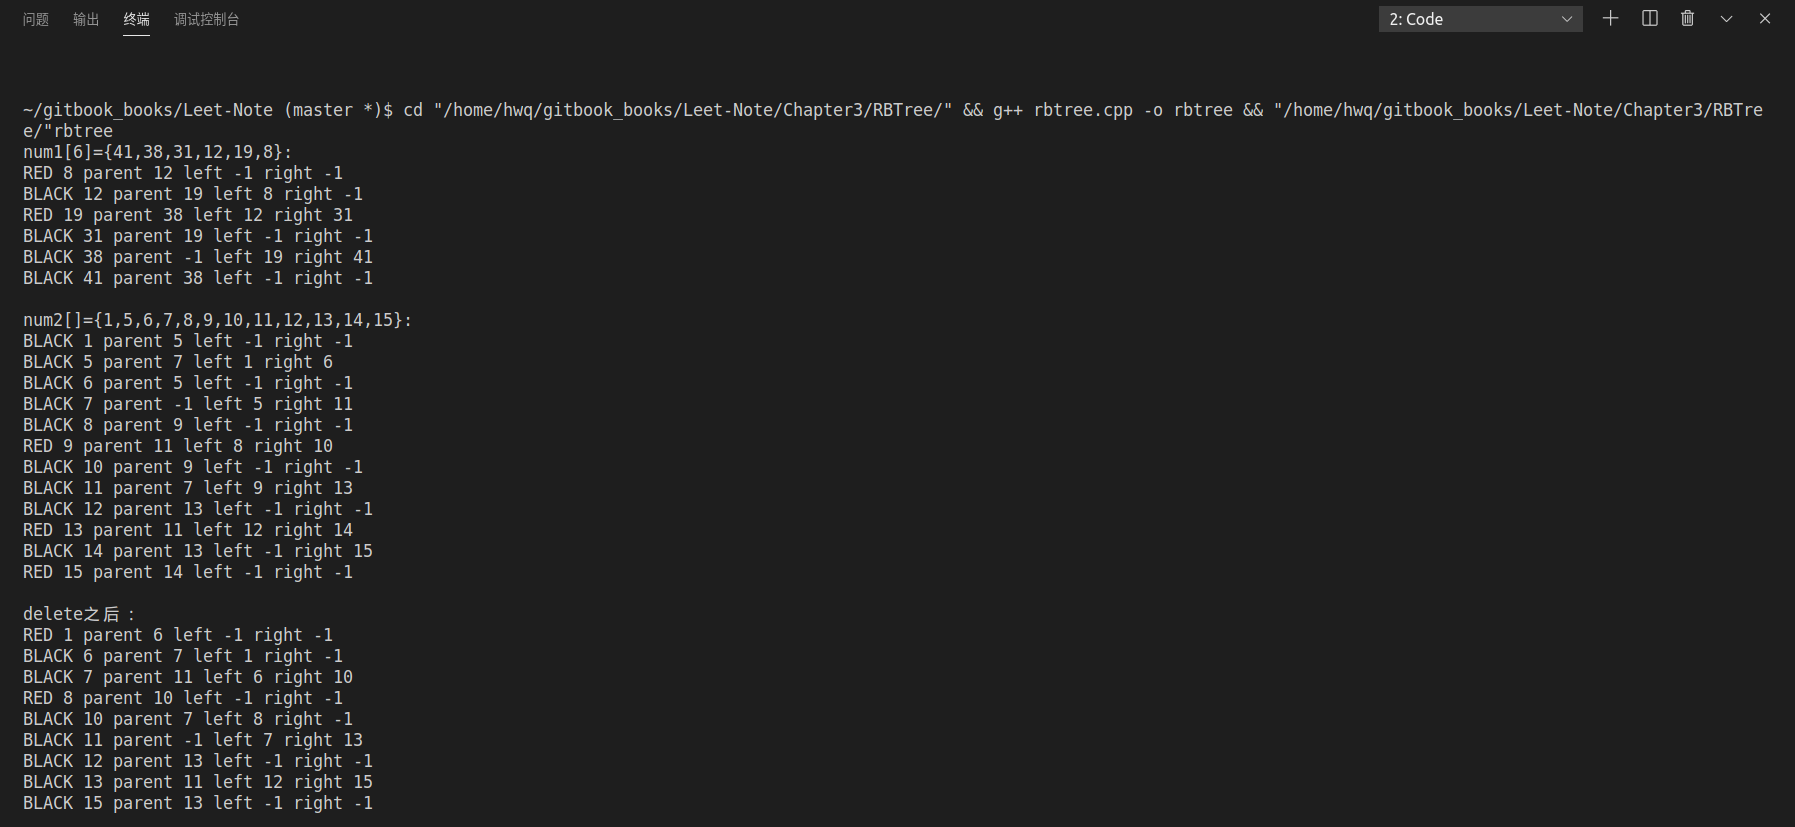 问题 输出 终端 调试控制台 2: Code
~/gitbook_books/Leet-Note (master *)$ cd "/home/hwq/gitbook_books/Leet-Note/Chapter3/RBTree/" && g++ rbtree.cpp -o rbtree && "/home/hwq/gitbook_books/Leet-Note/Chapter3/RBTre
e/"rbtree
num1[6]={41,38,31,12,19,8}:
RED 8 parent 12 left -1 right -1
BLACK 12 parent 19 left 8 right -1
RED 19 parent 38 left 12 right 31
BLACK 31 parent 19 left -1 right -1
BLACK 38 parent -1 left 19 right 41
BLACK 41 parent 38 left -1 right -1
num2[]={1,5,6,7,8,9,10,11,12,13,14,15}:
BLACK 1 parent 5 left -1 right -1
BLACK 5 parent 7 left 1 right 6
BLACK 6 parent 5 left -1 right -1
BLACK 7 parent -1 left 5 right 11
BLACK 8 parent 9 left -1 right -1
RED 9 parent 11 left 8 right 10
BLACK 10 parent 9 left -1 right -1
BLACK 11 parent 7 left 9 right 13
BLACK 12 parent 13 left -1 right -1
RED 13 parent 11 left 12 right 14
BLACK 14 parent 13 left -1 right 15
RED 15 parent 14 left -1 right -1
delete之后：
RED 1 parent 6 left -1 right -1
BLACK 6 parent 7 left 1 right -1
BLACK 7 parent 11 left 6 right 10
RED 8 parent 10 left -1 right -1
BLACK 10 parent 7 left 8 right -1
BLACK 11 parent -1 left 7 right 13
BLACK 12 parent 13 left -1 right -1
BLACK 13 parent 11 left 12 right 15
BLACK 15 parent 13 left -1 right -1